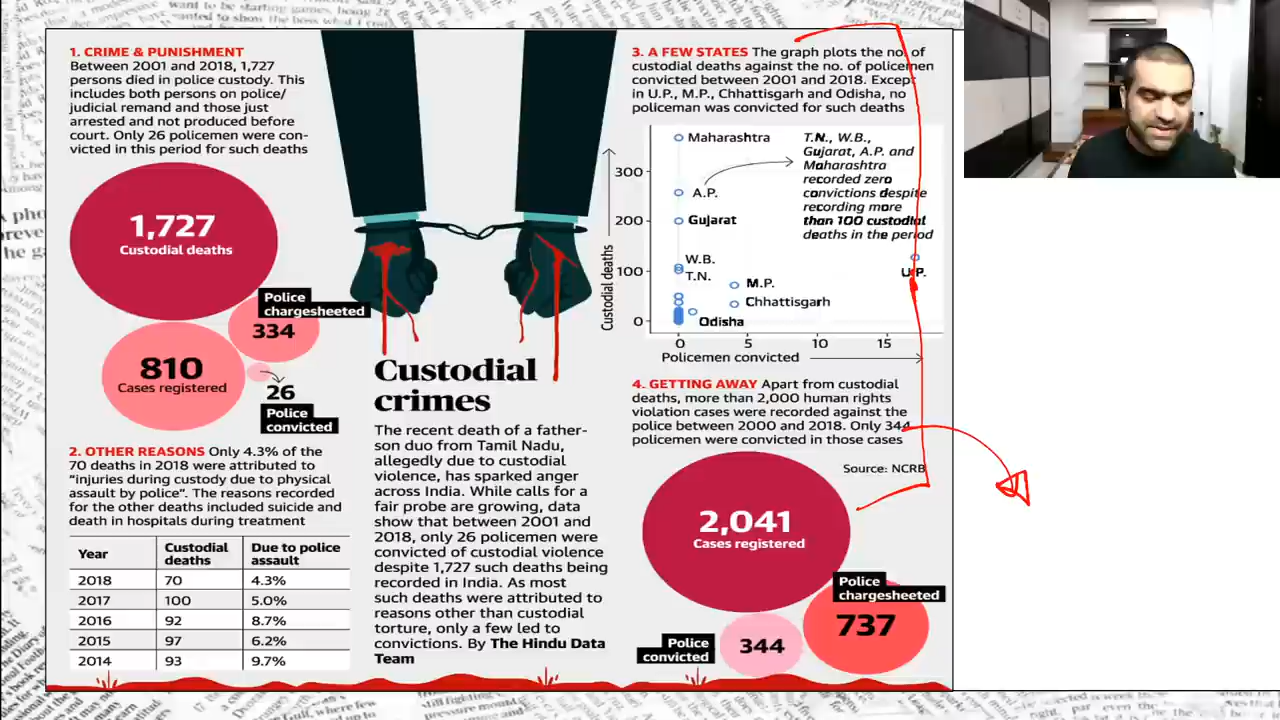 1. CRIME & PUNISHMENT
Between 2001 and 2018, 1,727
persons died in police custody. This
includes both persons on police/
judicial remand and those just
arrested and not produced before
court. Only 26 policemen were con-
victed in this period for such deaths
1,727
Custodial deaths
Police
chargesheeted
334
810
Cases registered
26
Police
convicted
2. OTHER REASONS Only 4.3% of the
70 deaths in 2018 were attributed to
“injuries during custody due to physical
assault by police”. The reasons recorded
for the other deaths included suicide and
death in hospitals during treatment
Year Custodial deaths Due to police assault
2018 70 4.3%
2017 100 5.0%
2016 92 8.7%
2015 97 6.2%
2014 93 9.7%
Custodial
crimes
The recent death of a father-
son duo from Tamil Nadu,
allegedly due to custodial
violence, has sparked anger
across India. While calls for a
fair probe are growing, data
show that between 2001 and
2018, only 26 policemen were
convicted of custodial violence
despite 1,727 such deaths being
recorded in India. As most
such deaths were attributed to
reasons other than custodial
torture, only a few led to
convictions. By The Hindu Data
Team
3. A FEW STATES The graph plots the no. of
custodial deaths against the no. of policemen
convicted between 2001 and 2018. Except
in U.P., M.P., Chhattisgarh and Odisha, no
policeman was convicted for such deaths
Custodial deaths
300
200
100
0
Maharashtra
A.P.
Gujarat
W.B.
T.N.
M.P.
Chhattisgarh
Odisha
U.P.
T.N., W.B.,
Gujarat, A.P. and
Maharashtra
recorded zero
convictions despite
recording more
than 100 custodial
deaths in the period
0 5 10 15
Policemen convicted
4. GETTING AWAY Apart from custodial
deaths, more than 2,000 human rights
violation cases were recorded against the
police between 2000 and 2018. Only 344
policemen were convicted in those cases
Source: NCRB
2,041
Cases registered
Police
chargesheeted
737
Police
convicted
344